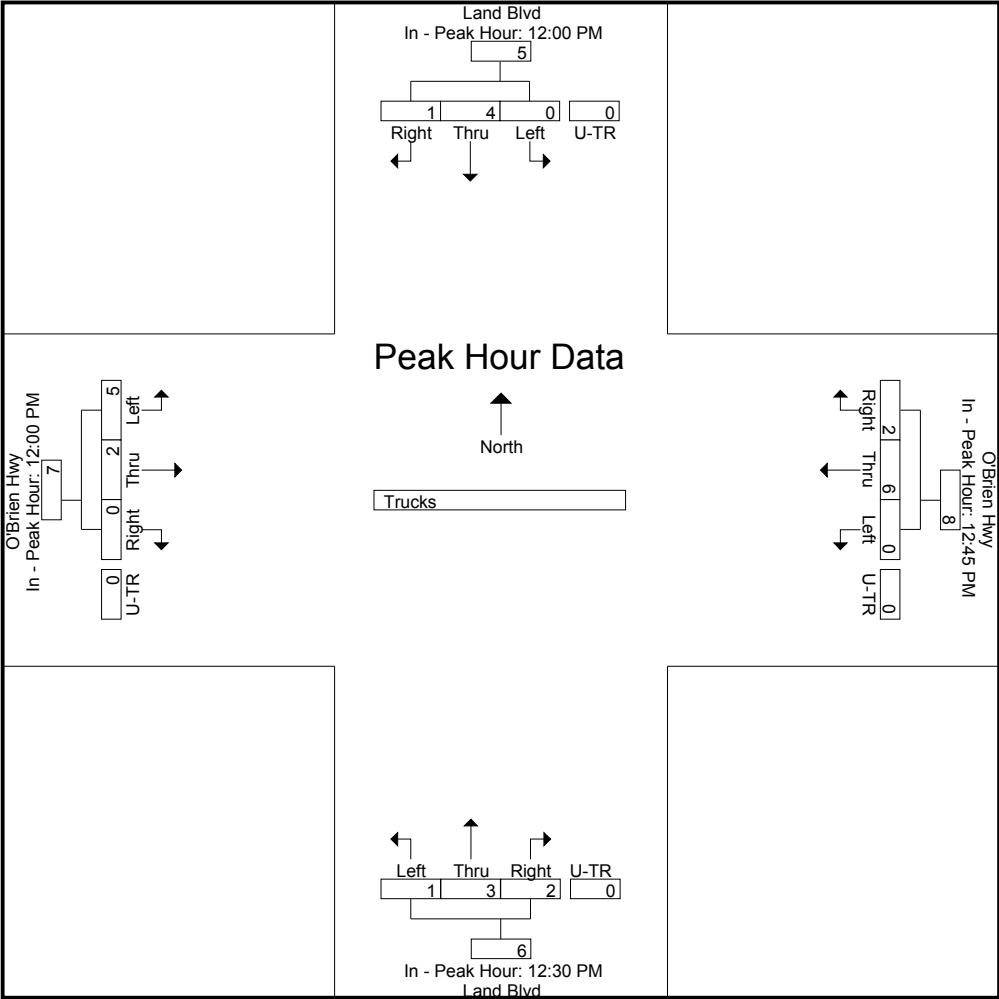 Land Blvd
In - Peak Hour: 12:00 PM
5
1 4 0 0
Right Thru Left U-TR
Peak Hour Data
North
Trucks
O'Brien Hwy
In - Peak Hour: 12:00 PM
7
5 2 0 0
Left Thru Right U-TR
O'Brien Hwy
In - Peak Hour: 12:45 PM
8
2 6 0 0
Right Thru Left U-TR
Left Thru Right U-TR
1 3 2 0
6
In - Peak Hour: 12:30 PM
Land Blvd